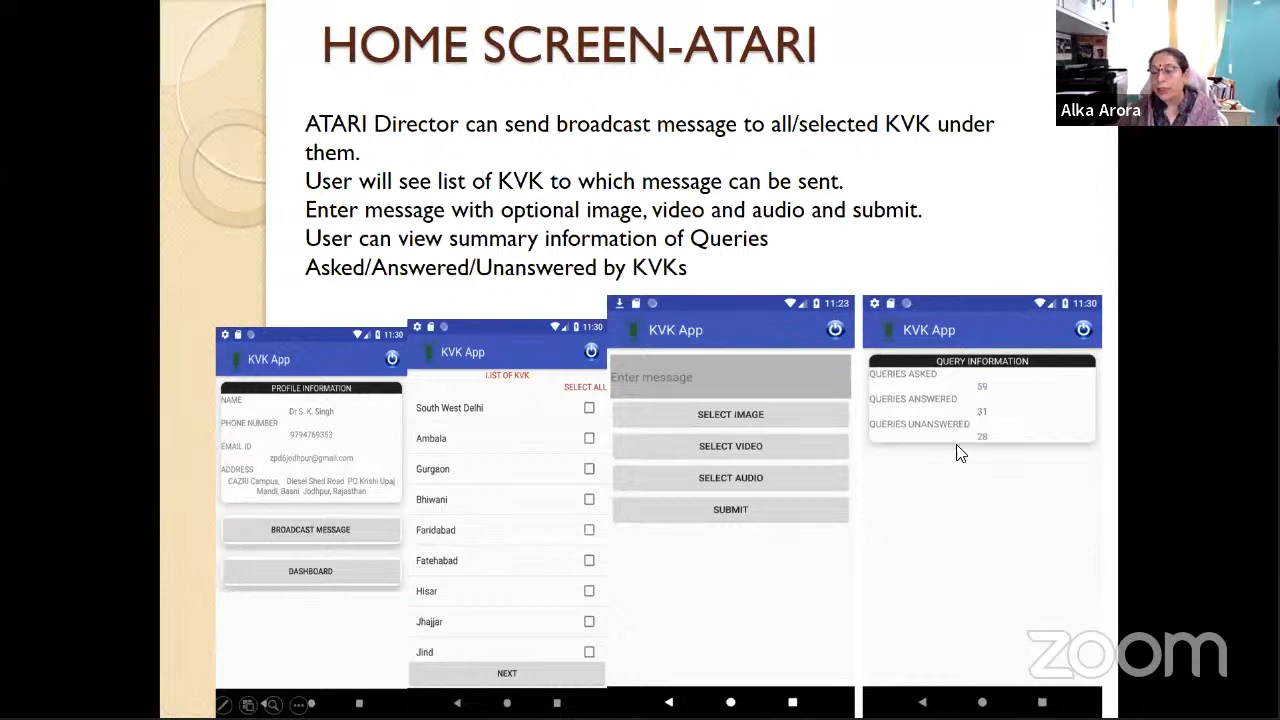 HOME SCREEN-ATARI
Alka Arora
ATARI Director can send broadcast message to all/selected KVK under
them.
User will see list of KVK to which message can be sent.
Enter message with optional image, video and audio and submit.
User can view summary information of Queries
Asked/Answered/Unanswered by KVKs
11:30
KVK App
PROFILE INFORMATION
NAME
Dr S. K. Singh
PHONE NUMBER
9794769353
EMAIL ID
zpd6jodhpur@gmail.com
ADDRESS
CAZRI Campus, Diesel Shed Road PO Krishi Upaj
Mandi, Basni Jodhpur, Rajasthan
BROADCAST MESSAGE
DASHBOARD
11:30
KVK App
LIST OF KVK
SELECT ALL
South West Delhi
Ambala
Gurgaon
Bhiwani
Faridabad
Fatehabad
Hisar
Jhajjar
Jind
NEXT
11:23
KVK App
Enter message
SELECT IMAGE
SELECT VIDEO
SELECT AUDIO
SUBMIT
11:30
KVK App
QUERY INFORMATION
QUERIES ASKED
59
QUERIES ANSWERED
31
QUERIES UNANSWERED
28
zoom